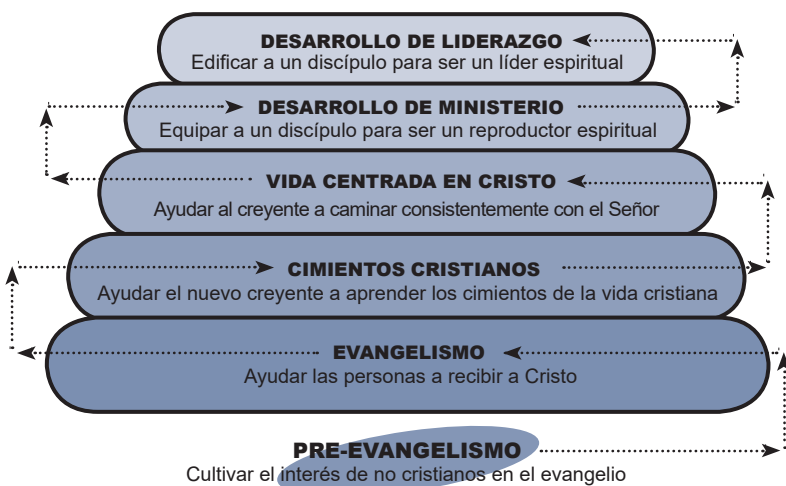 DESARROLLO DE LIDERAZGO
Edificar a un discípulo para ser un líder espiritual
DESARROLLO DE MINISTERIO
Equipar a un discípulo para ser un reproductor espiritual
VIDA CENTRADA EN CRISTO
Ayudar al creyente a caminar consistentemente con el Señor
CIMIENTOS CRISTIANOS
Ayudar el nuevo creyente a aprender los cimientos de la vida cristiana
EVANGELISMO
Ayudar las personas a recibir a Cristo
PRE-EVANGELISMO
Cultivar el interés de no cristianos en el evangelio